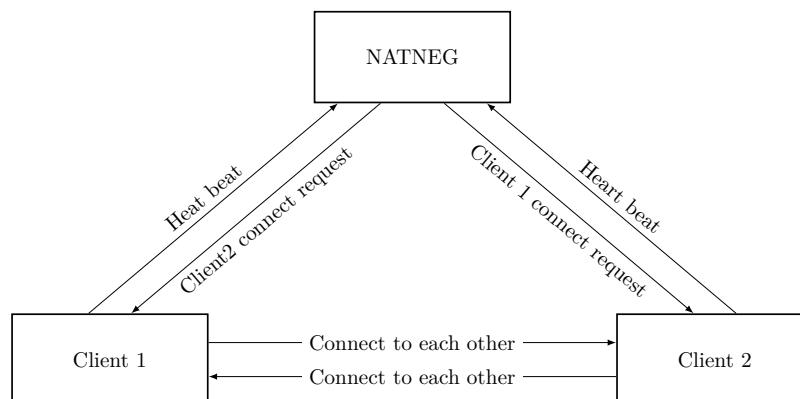 NATNEG
Heat beat
Client2 connect request
Client 1 connect request
Heart beat
Client 1
Connect to each other
Connect to each other
Client 2